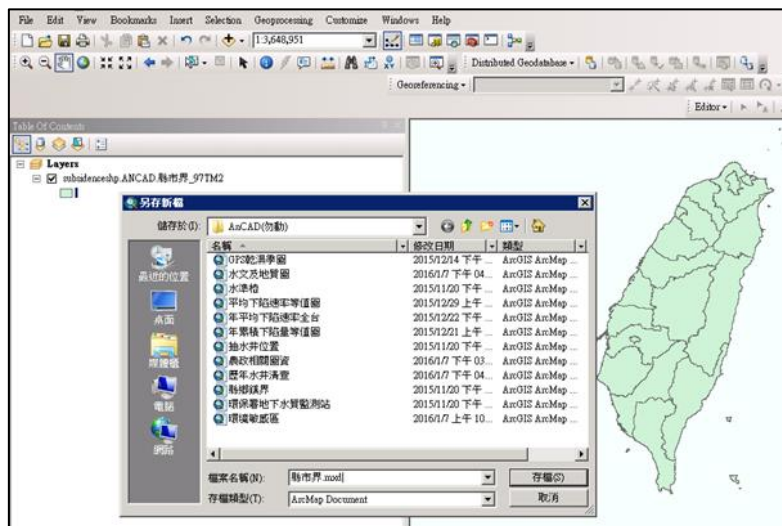 File Edit View Bookmarks Insert Selection Geoprocessing Customize Windows Help
1:3,648,951
Distributed Geodatabase
Georeferencing
Editor
Table Of Contents
Layers
subsidenceshp.ANCAD.縣市界_97TM2
另存新檔
儲存於(I): AnCAD(勿動)
名稱 修改日期 類型
最近的位置
桌面
媒體櫃
電腦
網路
GPS乾濕季圖 2015/12/14 下午 ... ArcGIS ArcMap ...
水文及地質圖 2016/1/7 下午 04... ArcGIS ArcMap ...
水準樁 2015/11/20 下午 ... ArcGIS ArcMap ...
平均下陷速率等值圖 2015/12/29 上午 ... ArcGIS ArcMap ...
年平均下陷速率全台 2015/12/22 下午 ... ArcGIS ArcMap ...
年累積下陷量等值圖 2015/12/21 上午 ... ArcGIS ArcMap ...
抽水井位置 2015/11/20 下午 ... ArcGIS ArcMap ...
農政相關圖資 2016/1/7 下午 03... ArcGIS ArcMap ...
歷年水井清查 2016/1/7 下午 04... ArcGIS ArcMap ...
縣鄉鎮界 2015/11/20 下午 ... ArcGIS ArcMap ...
環保署地下水質監測站 2015/11/20 下午 ... ArcGIS ArcMap ...
環境敏感區 2016/1/7 上午 10... ArcGIS ArcMap ...
檔案名稱(N): 縣市界.mxd 存檔(S)
存檔類型(T): ArcMap Document 取消